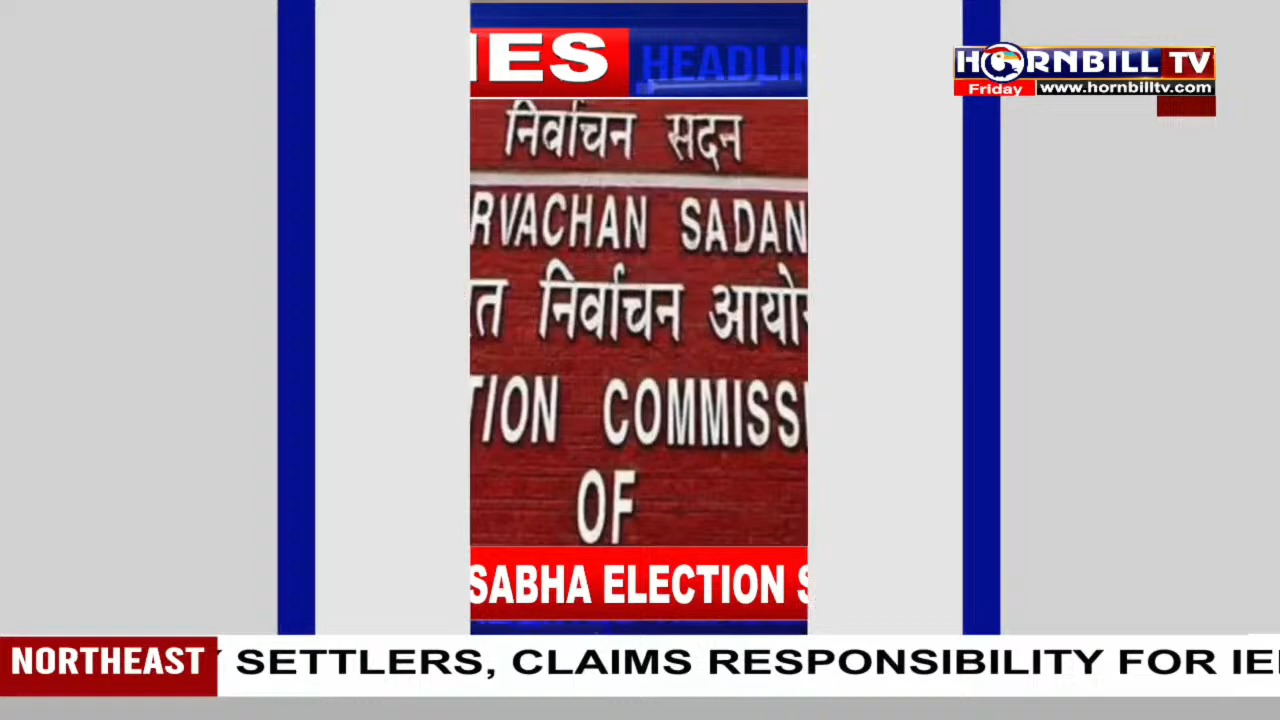 IES
HEADLIN
HORNBILL TV
Friday
www.hornbilltv.com
निर्वाचन सदन
RVACHAN SADAN
त निर्वाचन आयो
TION COMMISS
OF
SABHA ELECTION S
NORTHEAST
SETTLERS, CLAIMS RESPONSIBILITY FOR IE